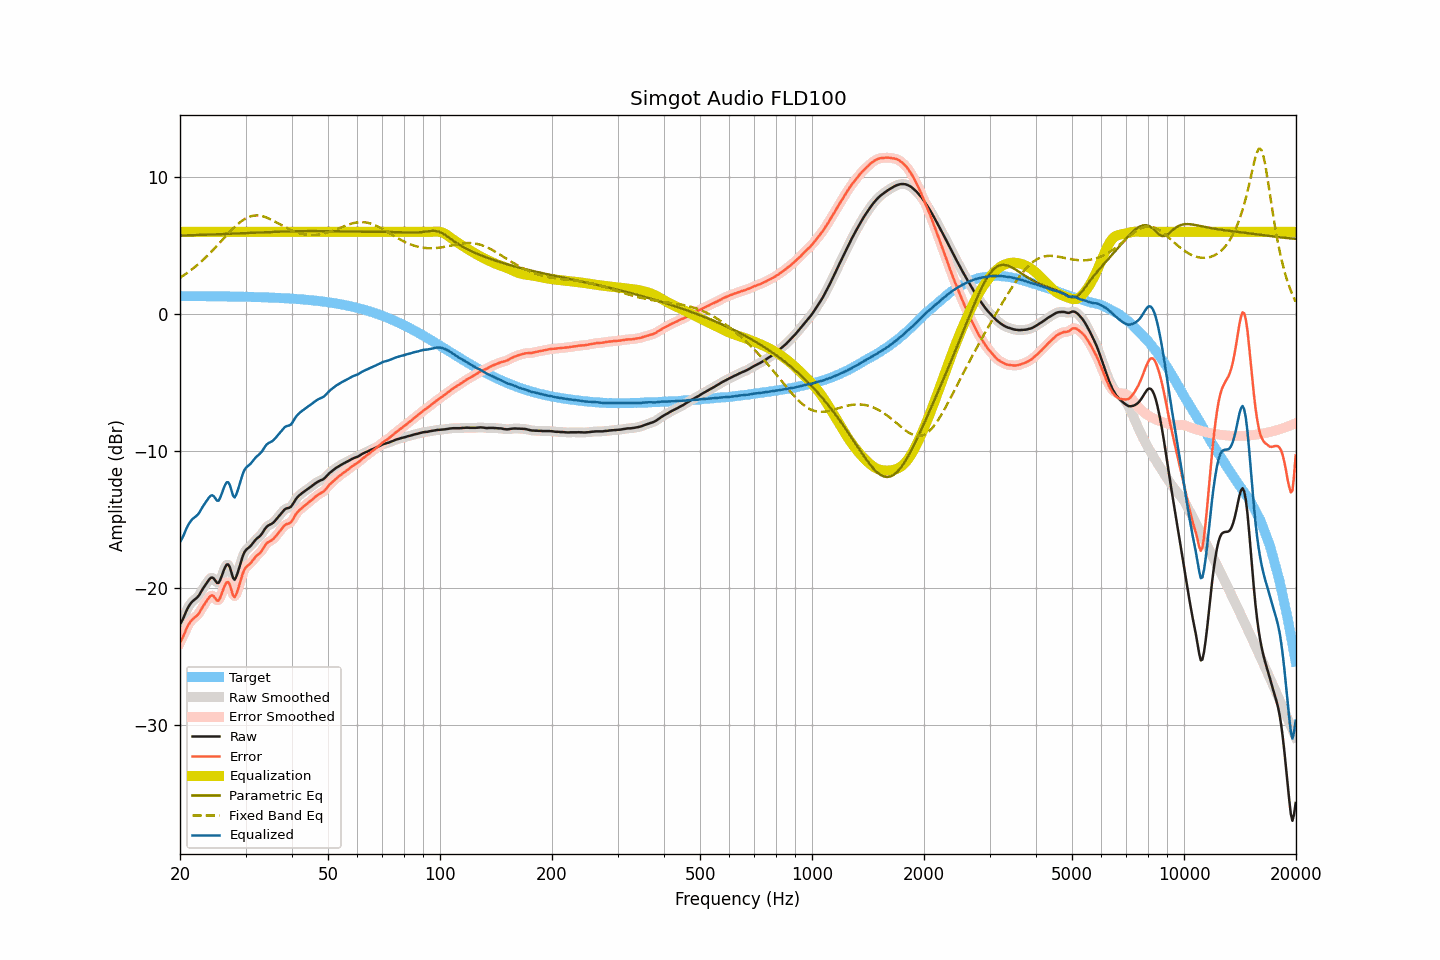 Simgot Audio FLD100
10
0
−10
−20
−30
Amplitude (dBr)
Target
Raw Smoothed
Error Smoothed
Raw
Error
Equalization
Parametric Eq
Fixed Band Eq
Equalized
20 50 100 200 500 1000 2000 5000 10000 20000
Frequency (Hz)